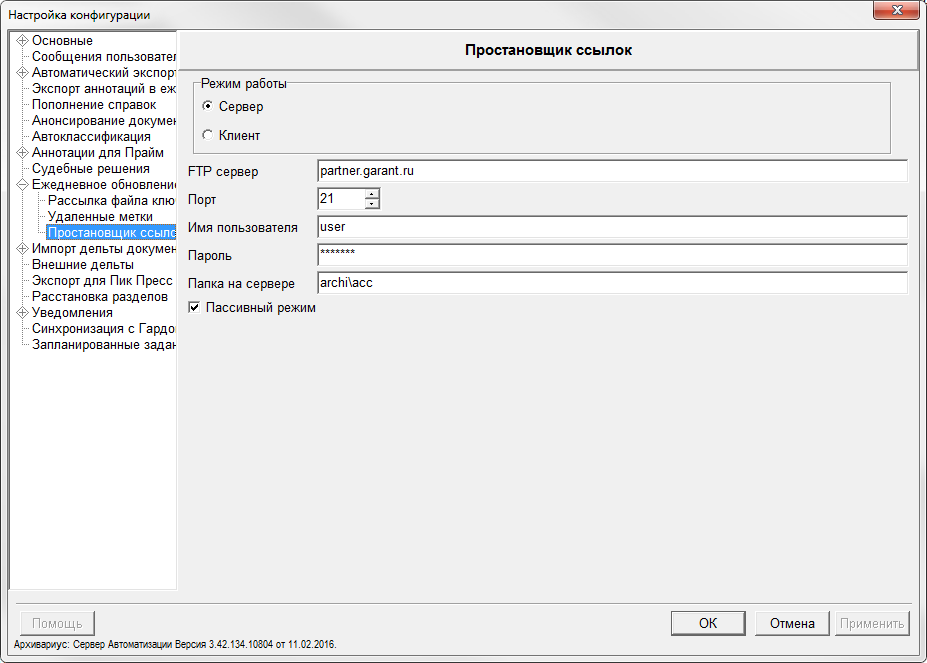 Настройка конфигурации
Основные
Сообщения пользовател
Автоматический экспорт
Экспорт аннотаций в еж
Пополнение справок
Анонсирование докумен
Автоклассификация
Аннотации для Прайм
Судебные решения
Ежедневное обновление
Рассылка файла ключ
Удаленные метки
Простановщик ссыло
Импорт дельты докумен
Внешние дельты
Экспорт для Пик Пресс
Расстановка разделов
Уведомления
Синхронизация с Гардо
Запланированные задан
Простановщик ссылок
Режим работы
Сервер
Клиент
FTP сервер
partner.garant.ru
Порт
21
Имя пользователя
user
Пароль
*******
Папка на сервере
archi\acc
Пассивный режим
Помощь
OK
Отмена
Применить
Архивариус: Сервер Автоматизации Версия 3.42.134.10804 от 11.02.2016.